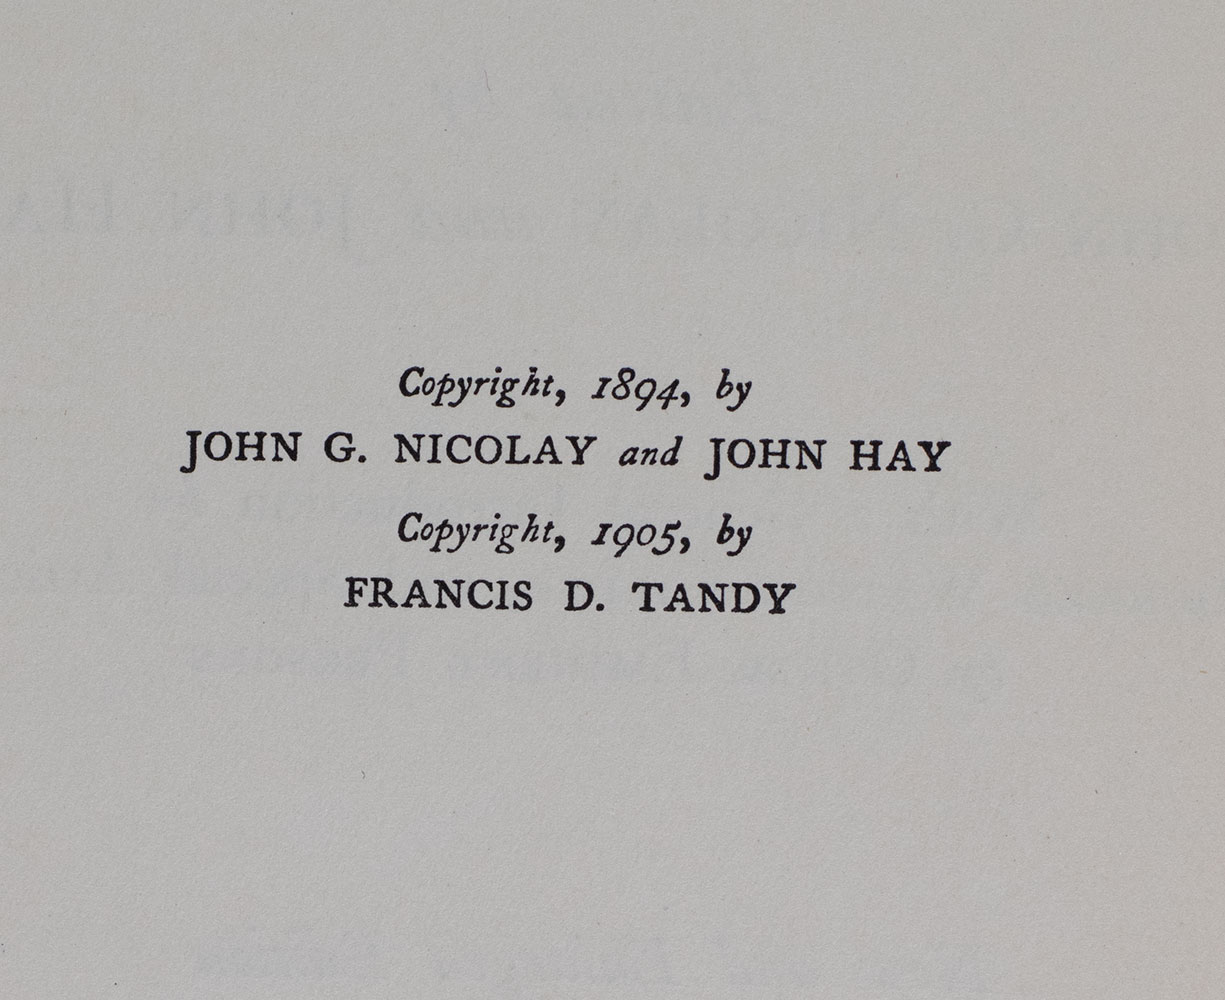 Copyright, 1894, by
JOHN G. NICOLAY and JOHN HAY
Copyright, 1905, by
FRANCIS D. TANDY